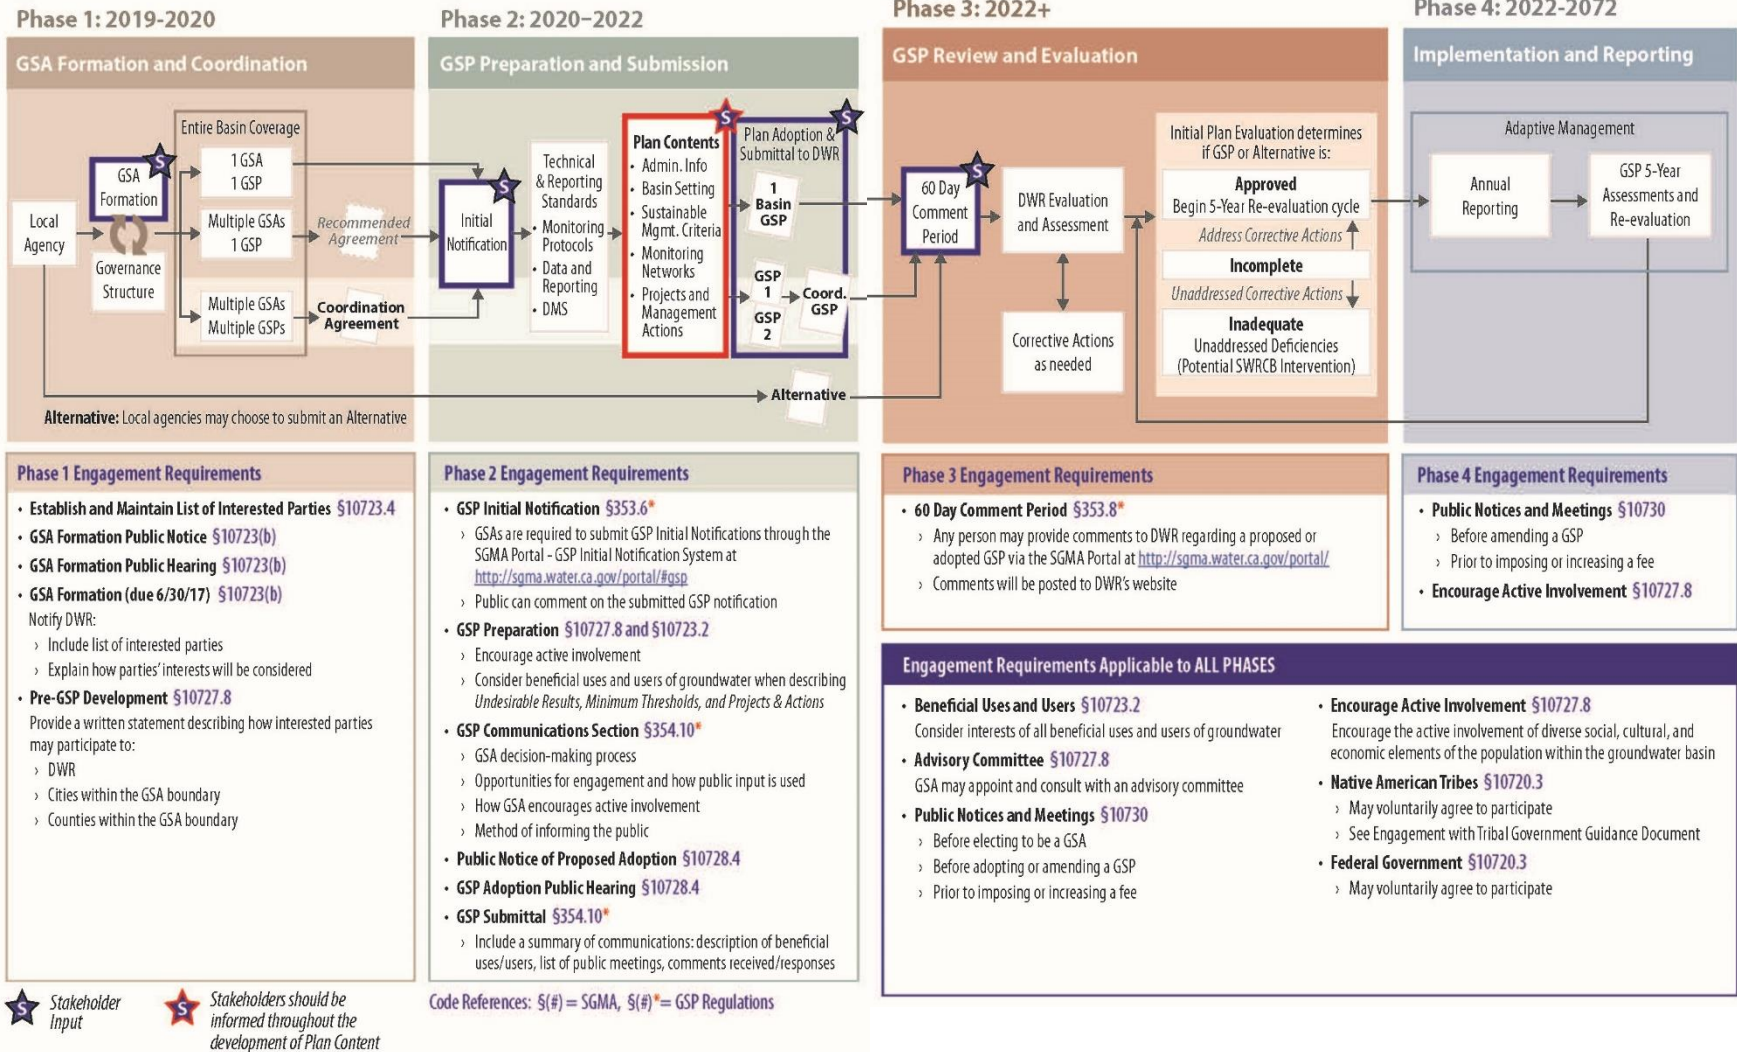 Phase 1: 2019-2020
GSA Formation and Coordination
Entire Basin Coverage
S
GSA
Formation
Local
Agency
Governance
Structure
1 GSA
1 GSP
Multiple GSAs
1 GSP
Multiple GSAs
Multiple GSPs
Recommended
Agreement
Coordination
Agreement
Alternative: Local agencies may choose to submit an Alternative
Phase 2: 2020–2022
GSP Preparation and Submission
S
Initial
Notification
Technical
& Reporting
Standards
• Monitoring
Protocols
• Data and
Reporting
• DMS
S
Plan Contents
• Admin. Info
• Basin Setting
• Sustainable
Mgmt. Criteria
• Monitoring
Networks
• Projects and
Management
Actions
S
Plan Adoption &
Submittal to DWR
1
Basin
GSP
GSP
1
GSP
2
Coord.
GSP
Alternative
Phase 3: 2022+
GSP Review and Evaluation
S
60 Day
Comment
Period
DWR Evaluation
and Assessment
Corrective Actions
as needed
Initial Plan Evaluation determines
if GSP or Alternative is:
Approved
Begin 5-Year Re-evaluation cycle
Address Corrective Actions
Incomplete
Unaddressed Corrective Actions
Inadequate
Unaddressed Deficiencies
(Potential SWRCB Intervention)
Phase 4: 2022-2072
Implementation and Reporting
Adaptive Management
Annual
Reporting
GSP 5-Year
Assessments and
Re-evaluation
Phase 1 Engagement Requirements
• Establish and Maintain List of Interested Parties §10723.4
• GSA Formation Public Notice §10723(b)
• GSA Formation Public Hearing §10723(b)
• GSA Formation (due 6/30/17) §10723(b)
Notify DWR:
› Include list of interested parties
› Explain how parties' interests will be considered
• Pre-GSP Development §10727.8
Provide a written statement describing how interested parties
may participate to:
› DWR
› Cities within the GSA boundary
› Counties within the GSA boundary
Phase 2 Engagement Requirements
• GSP Initial Notification §353.6*
› GSAs are required to submit GSP Initial Notifications through the
SGMA Portal - GSP Initial Notification System at
http://sgma.water.ca.gov/portal/#gsp
› Public can comment on the submitted GSP notification
• GSP Preparation §10727.8 and §10723.2
› Encourage active involvement
› Consider beneficial uses and users of groundwater when describing
Undesirable Results, Minimum Thresholds, and Projects & Actions
• GSP Communications Section §354.10*
› GSA decision-making process
› Opportunities for engagement and how public input is used
› How GSA encourages active involvement
› Method of informing the public
• Public Notice of Proposed Adoption §10728.4
• GSP Adoption Public Hearing §10728.4
• GSP Submittal §354.10*
› Include a summary of communications: description of beneficial
uses/users, list of public meetings, comments received/responses
Phase 3 Engagement Requirements
• 60 Day Comment Period §353.8*
› Any person may provide comments to DWR regarding a proposed or
adopted GSP via the SGMA Portal at http://sgma.water.ca.gov/portal/
› Comments will be posted to DWR's website
Phase 4 Engagement Requirements
• Public Notices and Meetings §10730
› Before amending a GSP
› Prior to imposing or increasing a fee
• Encourage Active Involvement §10727.8
Engagement Requirements Applicable to ALL PHASES
• Beneficial Uses and Users §10723.2
Consider interests of all beneficial uses and users of groundwater
• Advisory Committee §10727.8
GSA may appoint and consult with an advisory committee
• Public Notices and Meetings §10730
› Before electing to be a GSA
› Before adopting or amending a GSP
› Prior to imposing or increasing a fee
• Encourage Active Involvement §10727.8
Encourage the active involvement of diverse social, cultural, and
economic elements of the population within the groundwater basin
• Native American Tribes §10720.3
› May voluntarily agree to participate
› See Engagement with Tribal Government Guidance Document
• Federal Government §10720.3
› May voluntarily agree to participate
S
Stakeholder
Input
S
Stakeholders should be
informed throughout the
development of Plan Content
Code References: §(#) = SGMA, §(#)*= GSP Regulations